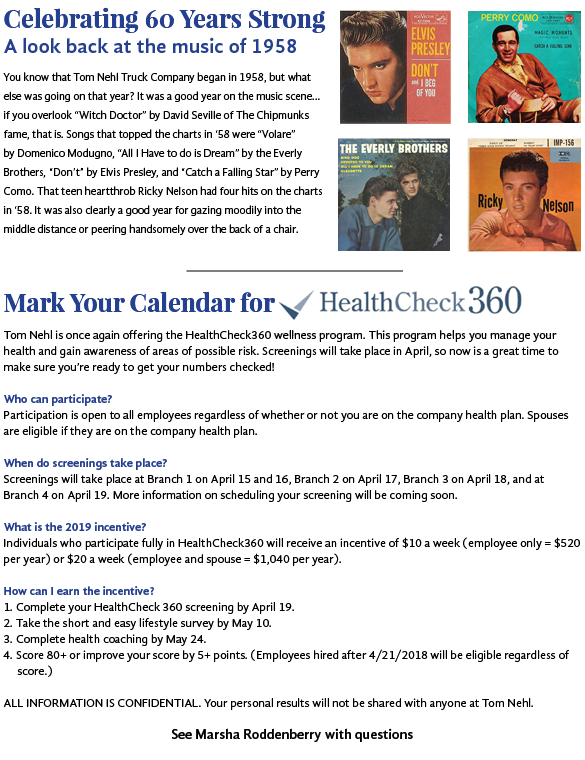 Celebrating 60 Years Strong
A look back at the music of 1958
You know that Tom Nehl Truck Company began in 1958, but what
else was going on that year? It was a good year on the music scene...
if you overlook “Witch Doctor” by David Seville of The Chipmunks
fame, that is. Songs that topped the charts in ‘58 were “Volare”
by Domenico Modugno, “All I Have to do is Dream” by the Everly
Brothers, “Don’t” by Elvis Presley, and “Catch a Falling Star” by Perry
Como. That teen heartthrob Ricky Nelson had four hits on the charts
in ‘58. It was also clearly a good year for gazing moodily into the
middle distance or peering handsomely over the back of a chair.
ELVIS
PRESLEY
DON'T
and I BEG
OF YOU
PERRY COMO
MAGIC MOMENTS
CATCH A FALLING STAR
THE EVERLY BROTHERS
BIRD DOG
DEVOTED TO YOU
ALL I HAVE TO DO IS DREAM
CLAUDETTE
IMP-156
Ricky Nelson
Mark Your Calendar for HealthCheck360
Tom Nehl is once again offering the HealthCheck360 wellness program. This program helps you manage your
health and gain awareness of areas of possible risk. Screenings will take place in April, so now is a great time to
make sure you’re ready to get your numbers checked!
Who can participate?
Participation is open to all employees regardless of whether or not you are on the company health plan. Spouses
are eligible if they are on the company health plan.
When do screenings take place?
Screenings will take place at Branch 1 on April 15 and 16, Branch 2 on April 17, Branch 3 on April 18, and at
Branch 4 on April 19. More information on scheduling your screening will be coming soon.
What is the 2019 incentive?
Individuals who participate fully in HealthCheck360 will receive an incentive of $10 a week (employee only = $520
per year) or $20 a week (employee and spouse = $1,040 per year).
How can I earn the incentive?
1. Complete your HealthCheck 360 screening by April 19.
2. Take the short and easy lifestyle survey by May 10.
3. Complete health coaching by May 24.
4. Score 80+ or improve your score by 5+ points. (Employees hired after 4/21/2018 will be eligible regardless of
score.)
ALL INFORMATION IS CONFIDENTIAL. Your personal results will not be shared with anyone at Tom Nehl.
See Marsha Roddenberry with questions